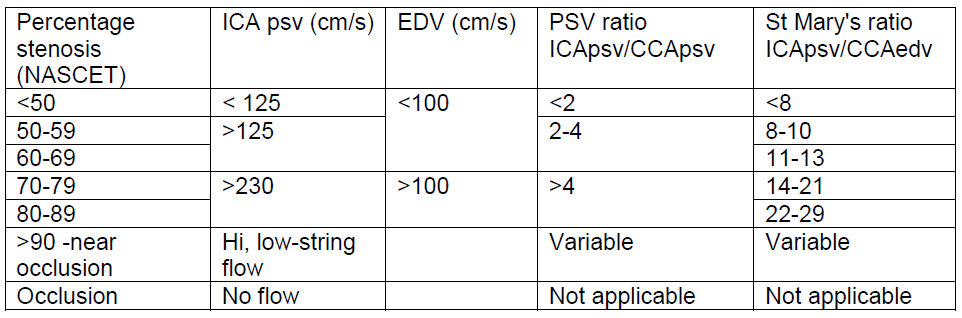 Percentage stenosis (NASCET) ICA psv (cm/s) EDV (cm/s) PSV ratio ICApsv/CCApsv St Mary's ratio ICApsv/CCAedv
<50 < 125 <100 <2 <8
50-59 >125 2-4 8-10
60-69 11-13
70-79 >230 >100 >4 14-21
80-89 22-29
>90 -near occlusion Hi, low-string flow Variable Variable
Occlusion No flow Not applicable Not applicable